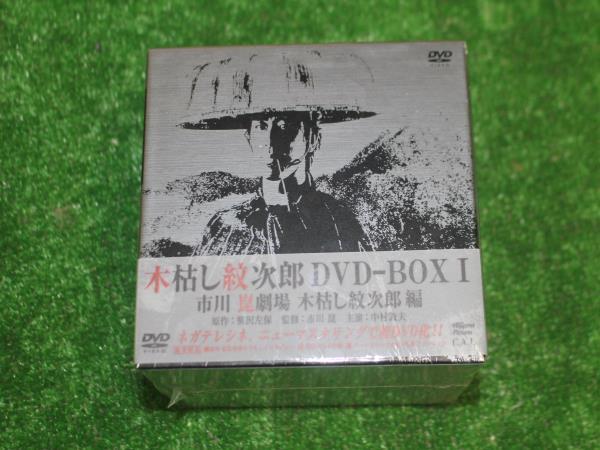 DVD
VIDEO
木枯し紋次郎 DVD-BOX I
市川 崑劇場 木枯し紋次郎 編
原作：笹沢左保 監修：市川 崑 主演：中村敦夫
DVD
VIDEO
ネガテレシネ、ニューマスタリングで初DVD化!!
C.A.L